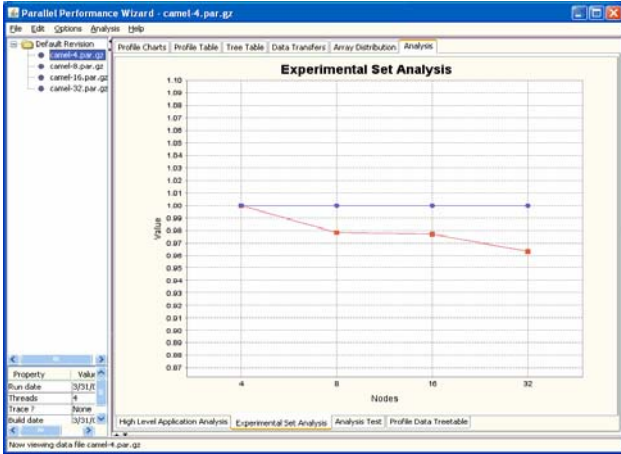 Parallel Performance Wizard - camel-4.par.gz
File Edit Options Analysis Help
Default Revision
camel-4.par.gz
camel-8.par.gz
camel-16.par.gz
camel-32.par.gz
Profile Charts Profile Table Tree Table Data Transfers Array Distribution Analysis
Experimental Set Analysis
1.10
1.09
1.08
1.07
1.06
1.05
1.04
1.03
1.02
1.01
1.00
0.99
0.98
0.97
0.96
0.95
0.94
0.93
0.92
0.91
0.90
0.89
0.88
0.87
Value
4 8 16 32
Nodes
Property Value
Run date 3/31/0
Threads 4
Trace? None
Build date 3/31/0
High Level Application Analysis Experimental Set Analysis Analysis Test Profile Data Treetable
Now viewing data file camel-4.par.gz